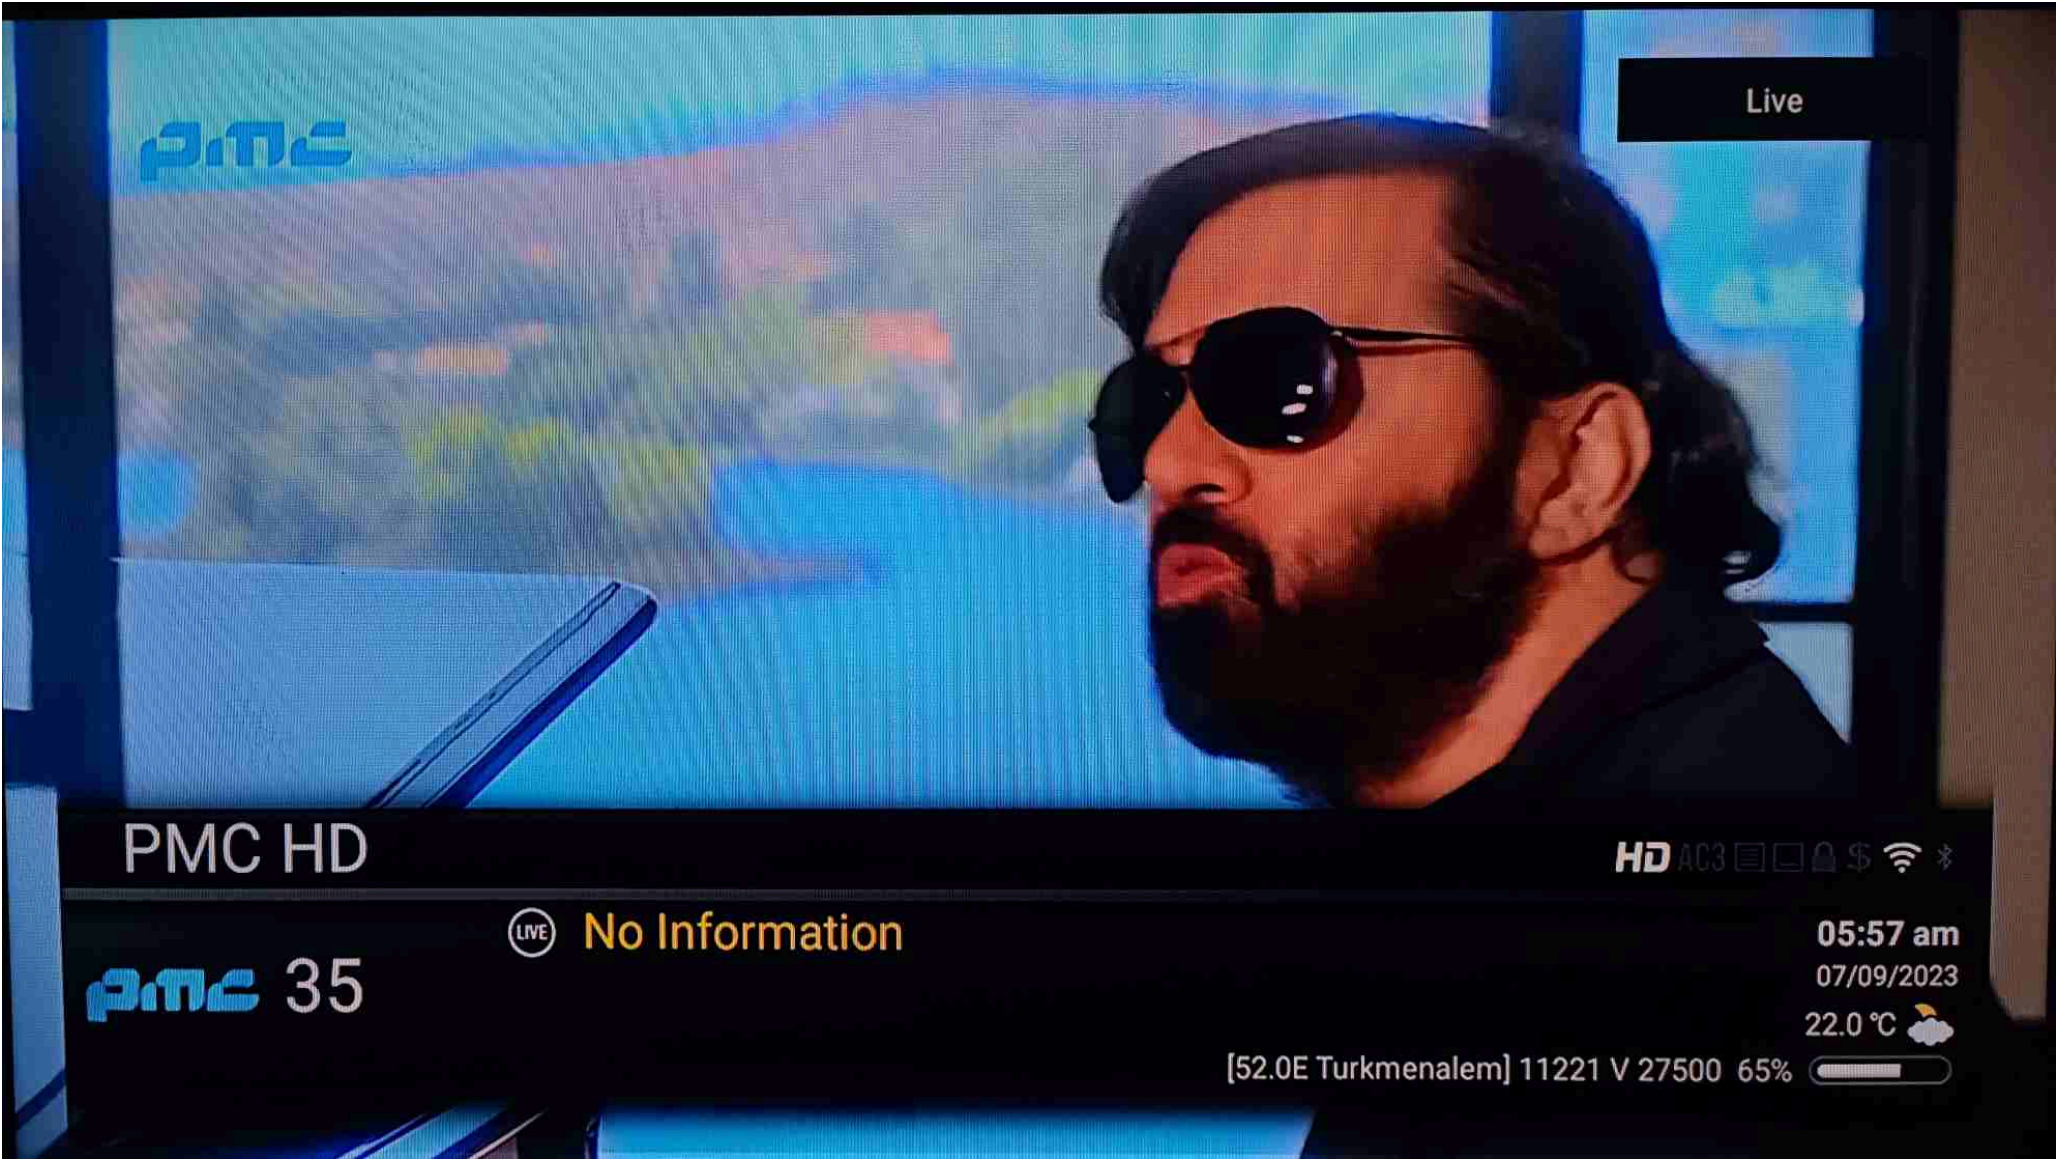 pmc
Live
PMC HD
HD AC3 $
LIVE No Information
pmc 35
05:57 am
07/09/2023
22.0 °C
[52.0E Turkmenalem] 11221 V 27500 65%